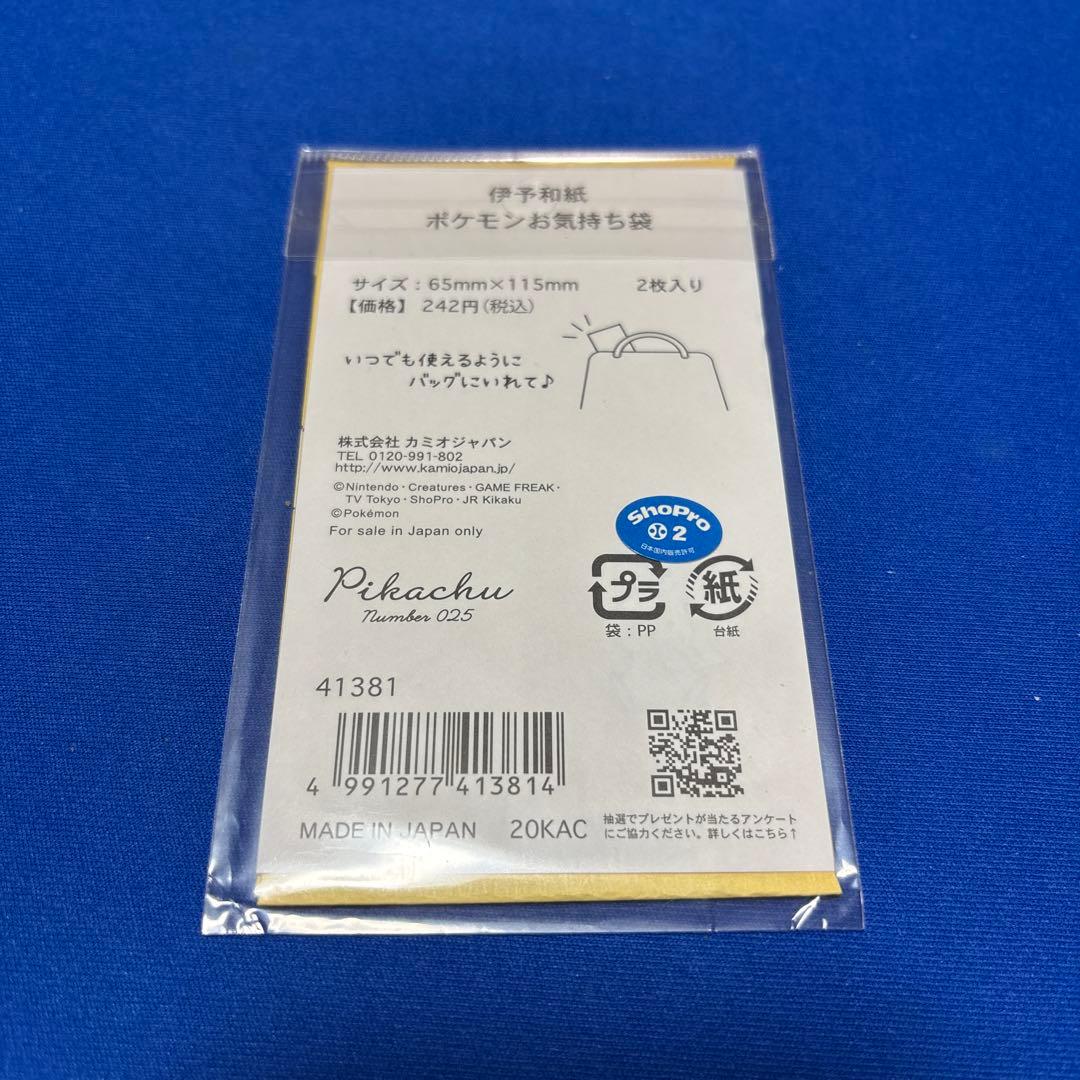 伊予和紙
ポケモンお気持ち袋
サイズ：65mm×115mm 2枚入り
【価格】 242円(税込)
いつでも使えるように
バッグにいれて♪
株式会社 カミオジャパン
TEL 0120-991-802
http://www.kamiojapan.jp/
©Nintendo・Creatures・GAME FREAK・
TV Tokyo・ShoPro・JR Kikaku
©Pokémon
For sale in Japan only
ShoPro
2
日本国内販売許可
Pikachu
Number 025
プラ
袋：PP
紙
台紙
41381
4 991277 413814
MADE IN JAPAN 20KAC
抽選でプレゼントが当たるアンケート
にご協力ください。詳しくはこちら↑